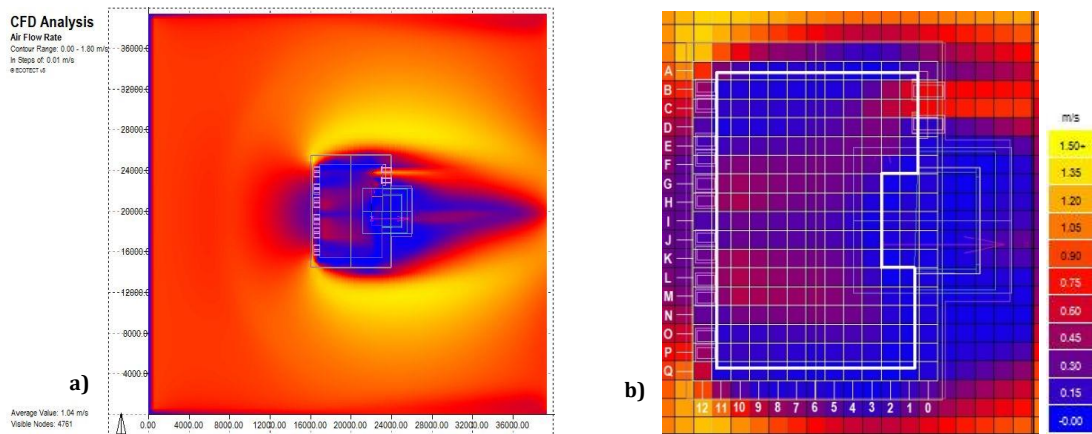 CFD Analysis
Air Flow Rate
Contour Range: 0.00 - 1.80 m/s
In Steps of: 0.01 m/s
© ECOTECT v5
36000.0
32000.0
28000.0
24000.0
20000.0
16000.0
12000.0
8000.00
4000.00
a)
Average Value: 1.04 m/s
Visible Nodes: 4761
0.00 4000.00 8000.00 12000.00 16000.00 20000.00 24000.00 28000.00 32000.00 36000.00
A
B
C
D
E
F
G
H
I
J
K
L
M
N
O
P
Q
b)
12 11 10 9 8 7 6 5 4 3 2 1 0
m/s
1.50+
1.35
1.20
1.05
0.90
0.75
0.60
0.45
0.30
0.15
-0.00